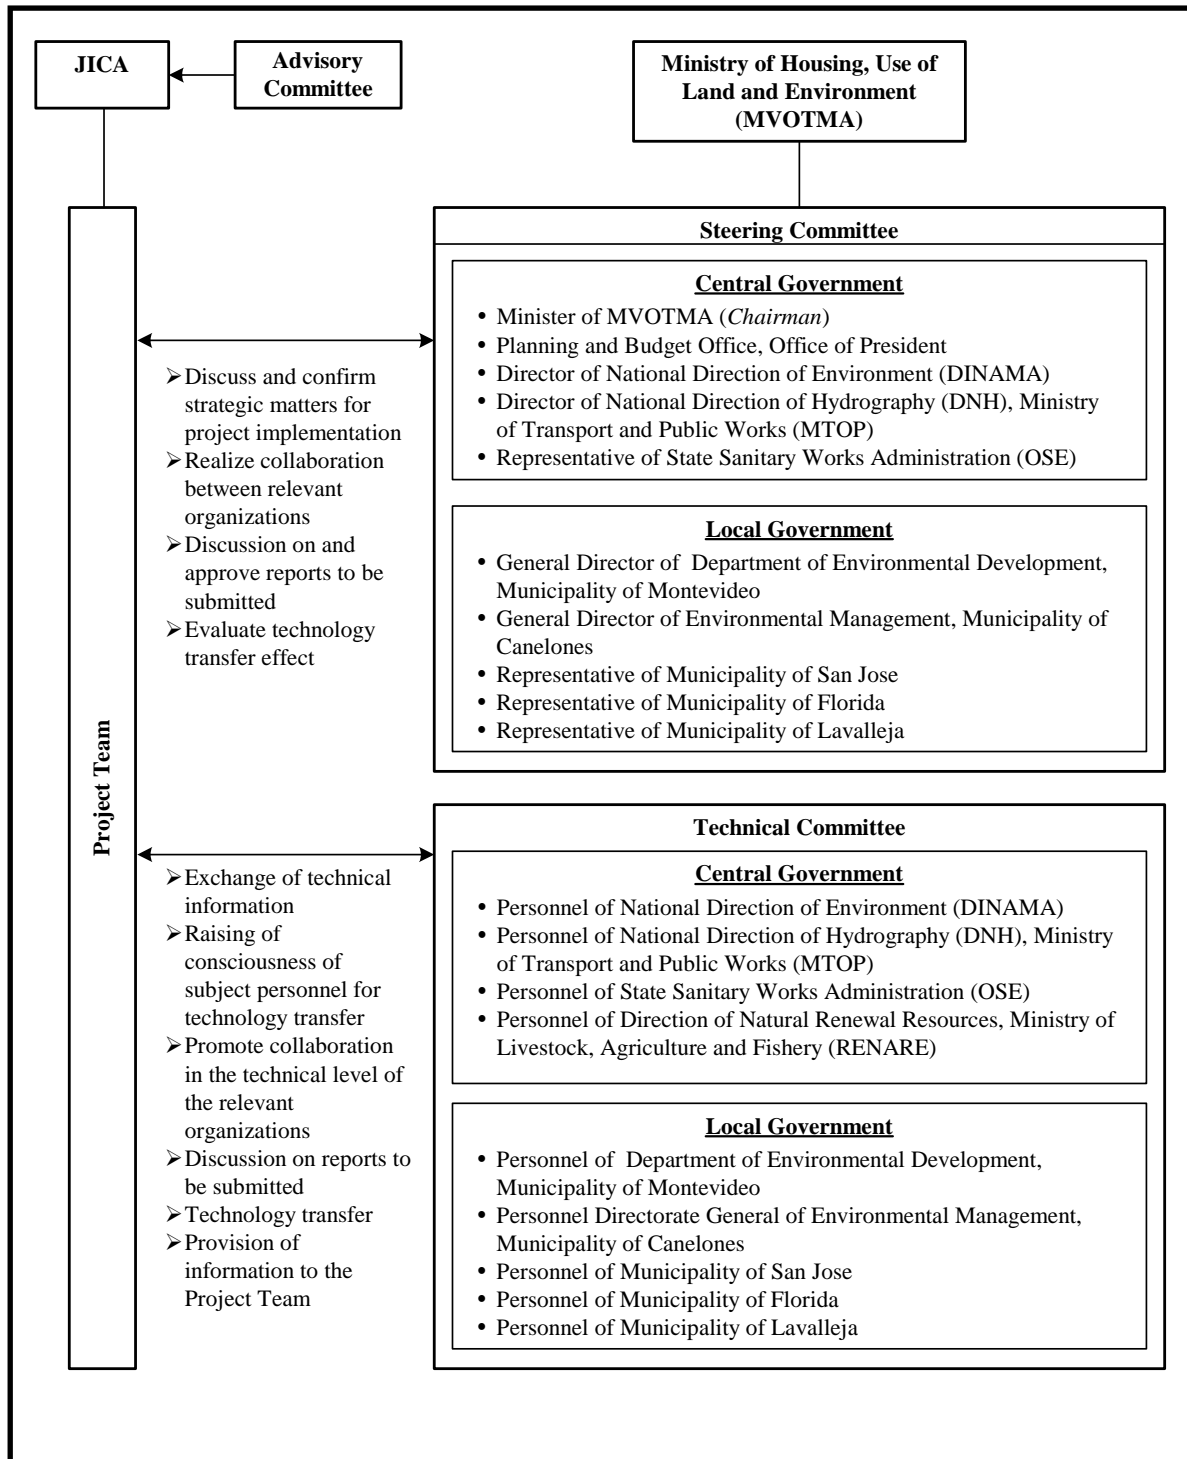 JICA
Advisory
Committee
Ministry of Housing, Use of
Land and Environment
(MVOTMA)
Project Team
➢Discuss and confirm
strategic matters for
project implementation
➢Realize collaboration
between relevant
organizations
➢Discussion on and
approve reports to be
submitted
➢Evaluate technology
transfer effect
Steering Committee
Central Government
• Minister of MVOTMA (Chairman)
• Planning and Budget Office, Office of President
• Director of National Direction of Environment (DINAMA)
• Director of National Direction of Hydrography (DNH), Ministry
of Transport and Public Works (MTOP)
• Representative of State Sanitary Works Administration (OSE)
Local Government
• General Director of  Department of Environmental Development,
Municipality of Montevideo
• General Director of Environmental Management, Municipality of
Canelones
• Representative of Municipality of San Jose
• Representative of Municipality of Florida
• Representative of Municipality of Lavalleja
➢Exchange of technical
information
➢Raising of
consciousness of
subject personnel for
technology transfer
➢Promote collaboration
in the technical level of
the relevant
organizations
➢Discussion on reports to
be submitted
➢Technology transfer
➢Provision of
information to the
Project Team
Technical Committee
Central Government
• Personnel of National Direction of Environment (DINAMA)
• Personnel of National Direction of Hydrography (DNH), Ministry
of Transport and Public Works (MTOP)
• Personnel of State Sanitary Works Administration (OSE)
• Personnel of Direction of Natural Renewal Resources, Ministry of
Livestock, Agriculture and Fishery (RENARE)
Local Government
• Personnel of  Department of Environmental Development,
Municipality of Montevideo
• Personnel Directorate General of Environmental Management,
Municipality of Canelones
• Personnel of Municipality of San Jose
• Personnel of Municipality of Florida
• Personnel of Municipality of Lavalleja